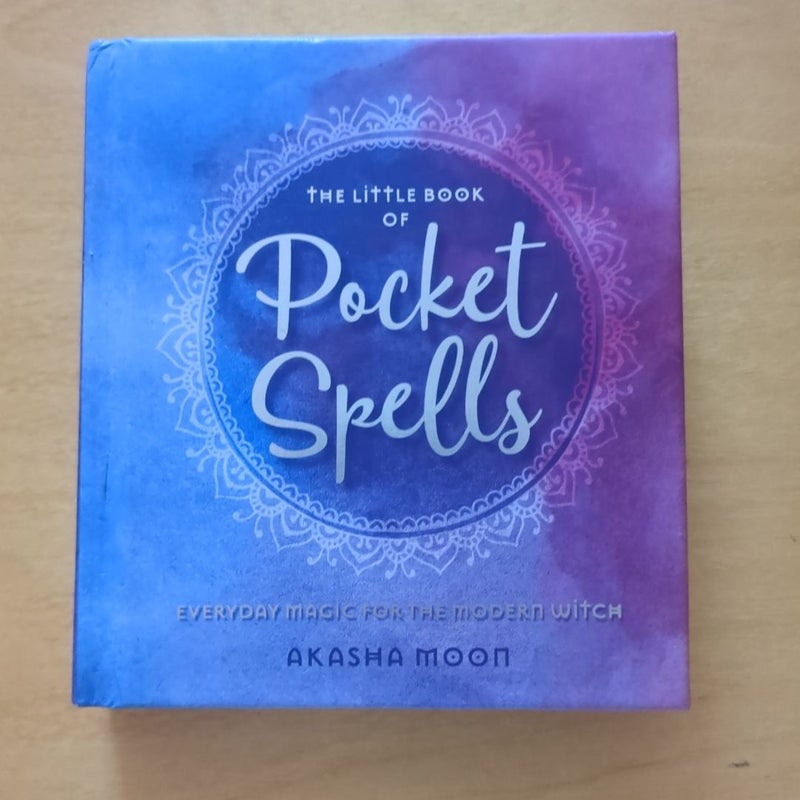 THE LITTLE BOOK
OF
Pocket
Spells
EVERYDAY MAGIC FOR THE MODERN WITCH
AKASHA MOON